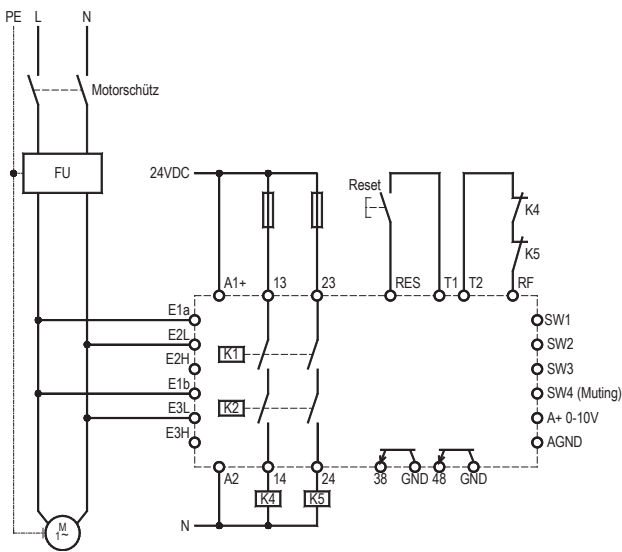 PE L N
Motorschütz
FU
24VDC
Reset
K4
K5
A1+ 13 23 RES T1 T2 RF
E1a
E2L
E2H
E1b
E3L
E3H
K1
K2
SW1
SW2
SW3
SW4 (Muting)
A+ 0-10V
AGND
A2 14 24 38 GND 48 GND
K4 K5
N
M
1~